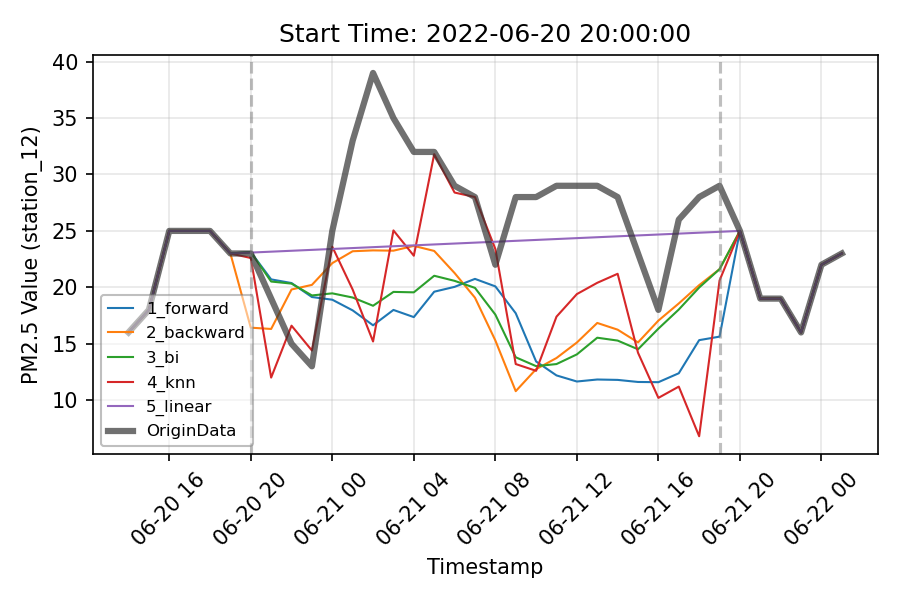 Start Time: 2022-06-20 20:00:00
PM2.5 Value (station_12)
40
35
30
25
20
15
10
1_forward
2_backward
3_bi
4_knn
5_linear
OriginData
06-20 16
06-20 20
06-21 00
06-21 04
06-21 08
06-21 12
06-21 16
06-21 20
06-22 00
Timestamp